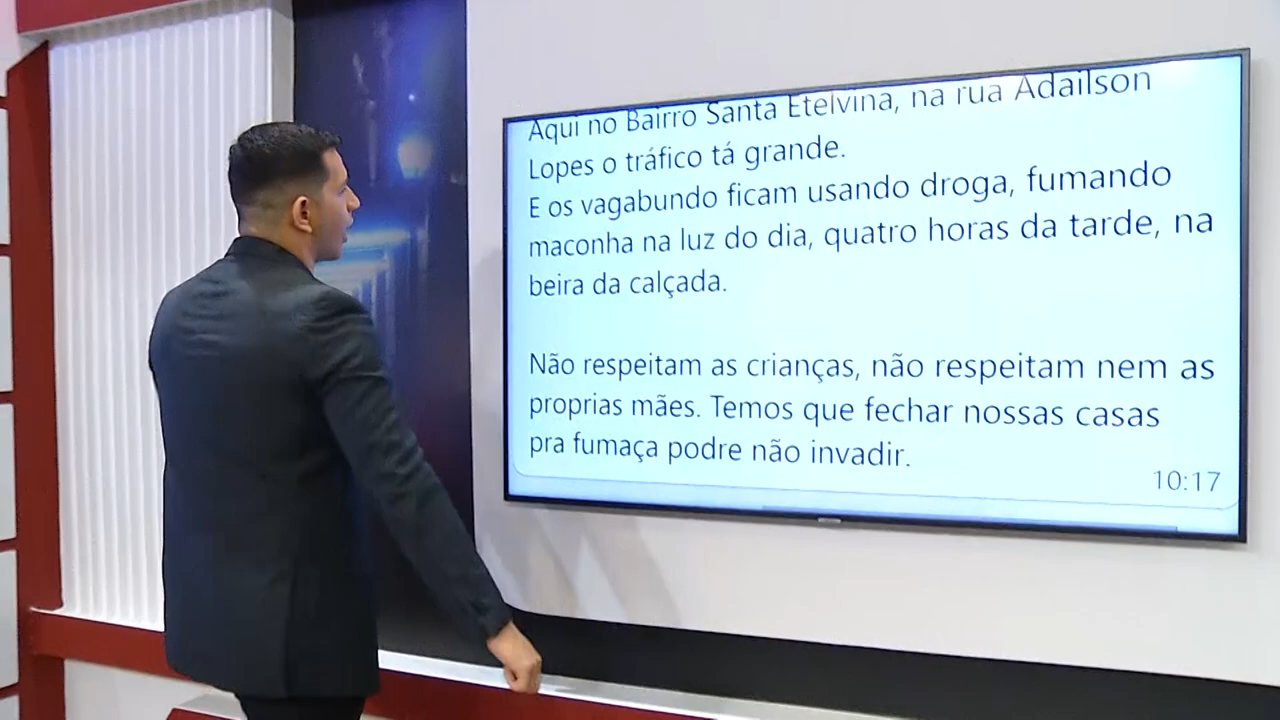 Aqui no Bairro Santa Etelvina, na rua Adailson
Lopes o tráfico tá grande.
E os vagabundo ficam usando droga, fumando
maconha na luz do dia, quatro horas da tarde, na
beira da calçada.
Não respeitam as crianças, não respeitam nem as
proprias mães. Temos que fechar nossas casas
pra fumaça podre não invadir.
10:17